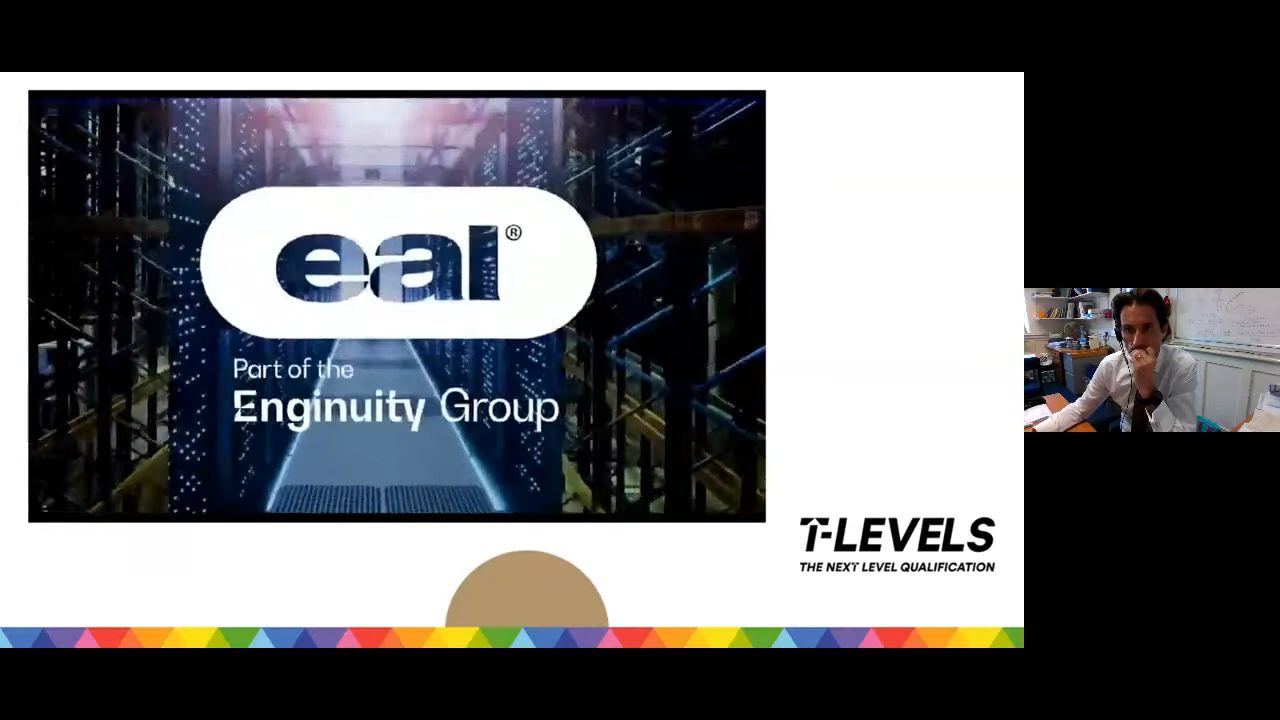 eal®
Part of the
Enginuity Group
T-LEVELS
THE NEXT LEVEL QUALIFICATION